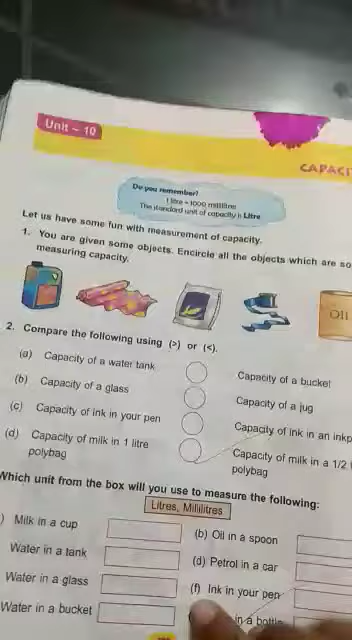 Unit – 10
CAPACI
Do you remember?
1 litre = 1000 millilitre
The standard unit of capacity is Litre
Let us have some fun with measurement of capacity.
1. You are given some objects. Encircle all the objects which are so
measuring capacity.
Oil
2. Compare the following using (>) or (<).
(a) Capacity of a water tank
Capacity of a bucket
(b) Capacity of a glass
Capacity of a jug
(c) Capacity of ink in your pen
Capacity of ink in an inkp
(d) Capacity of milk in 1 litre
polybag
Capacity of milk in a 1/2
polybag
Which unit from the box will you use to measure the following:
Litres, Millilitres
) Milk in a cup
(b) Oil in a spoon
Water in a tank
(d) Petrol in a car
Water in a glass
(f) Ink in your pen
Water in a bucket
in a bottle